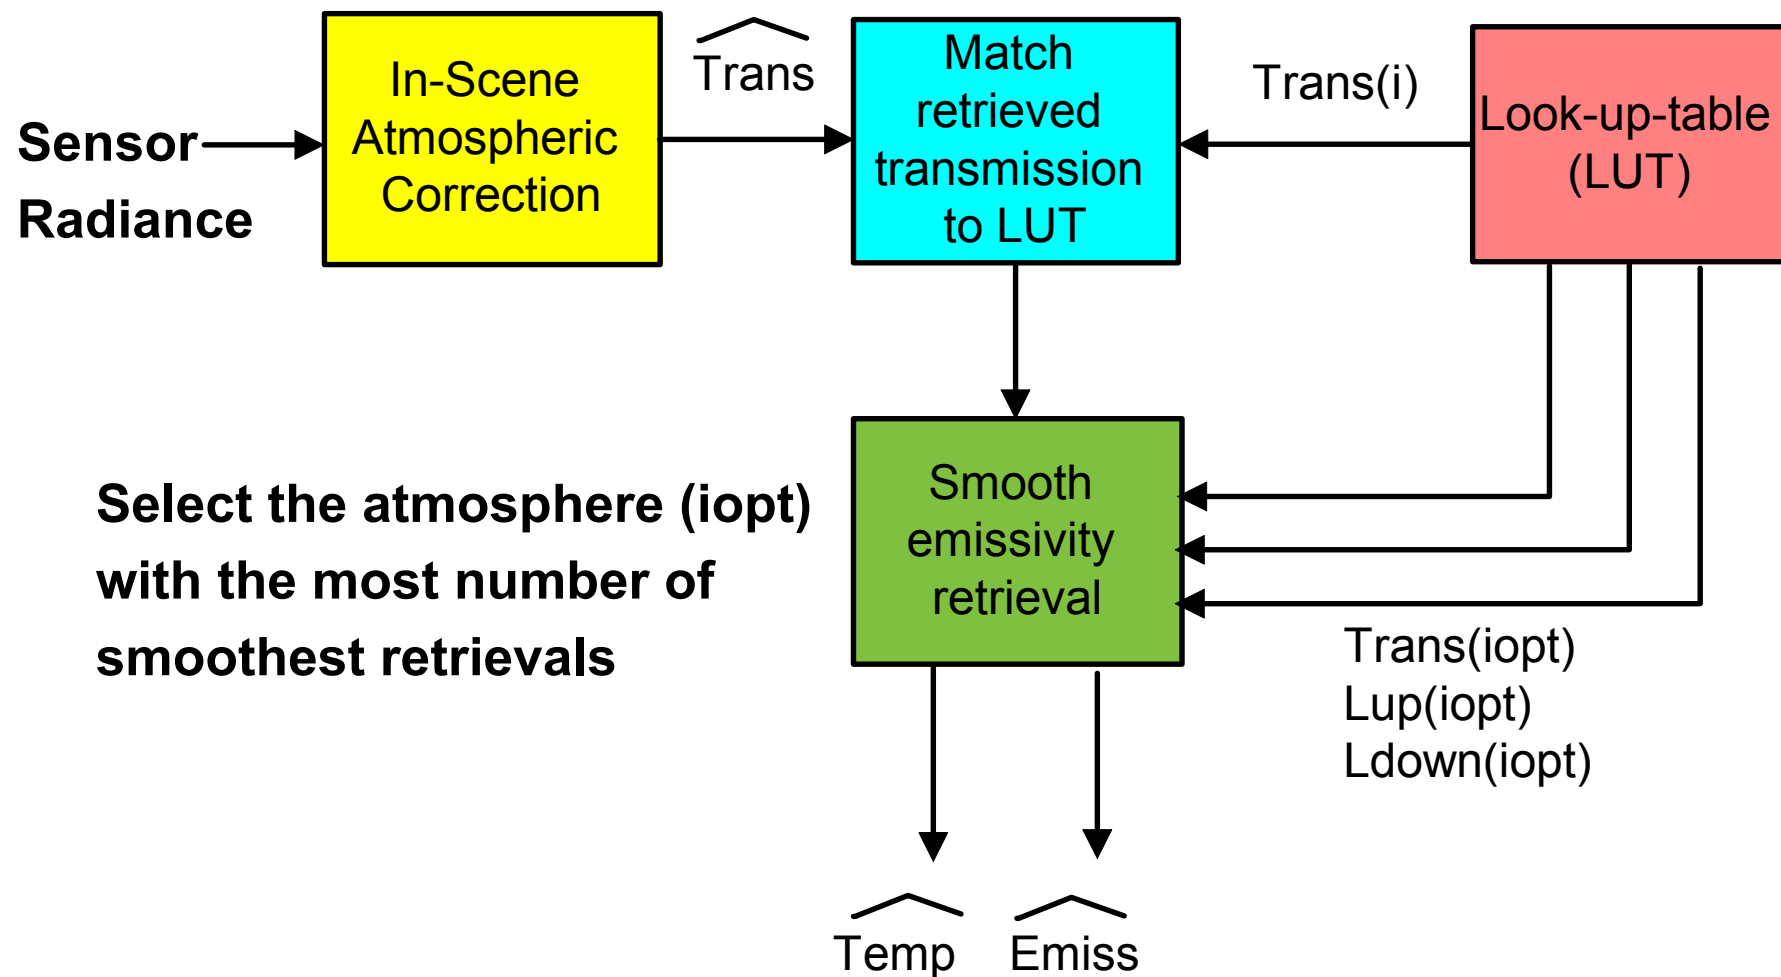 Sensor
Radiance
In-Scene
Atmospheric
Correction
Trans
Match
retrieved
transmission
to LUT
Trans(i)
Look-up-table
(LUT)
Select the atmosphere (iopt)
with the most number of
smoothest retrievals
Smooth
emissivity
retrieval
Trans(iopt)
Lup(iopt)
Ldown(iopt)
Temp
Emiss